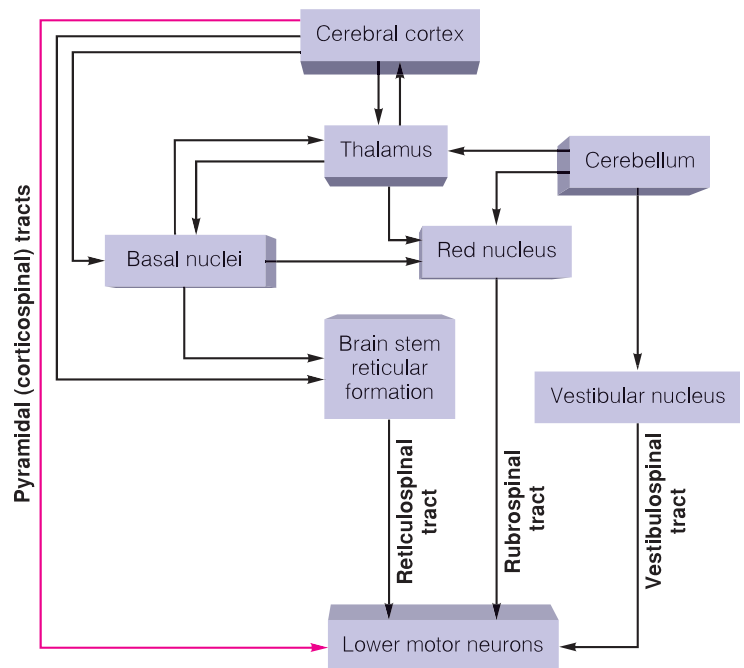 Cerebral cortex
Thalamus
Cerebellum
Basal nuclei
Red nucleus
Brain stem
reticular
formation
Vestibular nucleus
Pyramidal (corticospinal) tracts
Reticulospinal
tract
Rubrospinal
tract
Vestibulospinal
tract
Lower motor neurons